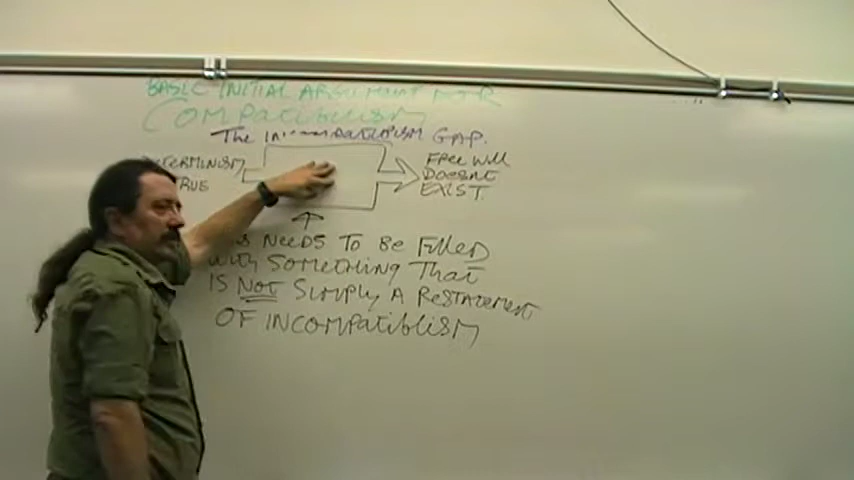 BASIC INITIAL ARGUMENT FOR
COMPatibilism
The Incompatibilism GAP.
DETERMINISM
TRUE
Free Will
Doesn't
EXIST.
NEEDS TO BE Filled
with SOMETHING That
IS NOT SIMPLY A RESTATEMENT
OF INCOMPatiblISM